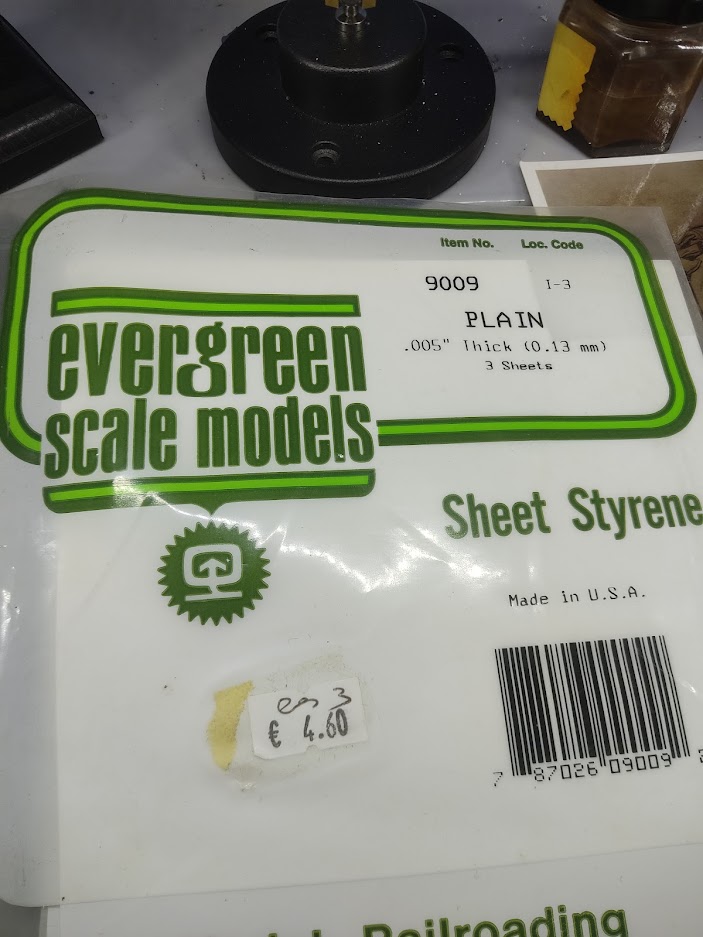 Item No. Loc. Code
9009 I-3
PLAIN
.005" Thick (0.13 mm)
3 Sheets
evergreen
scale models
Sheet Styrene
Made in U.S.A.
€ 4.60
7 87026 09009
Railroading